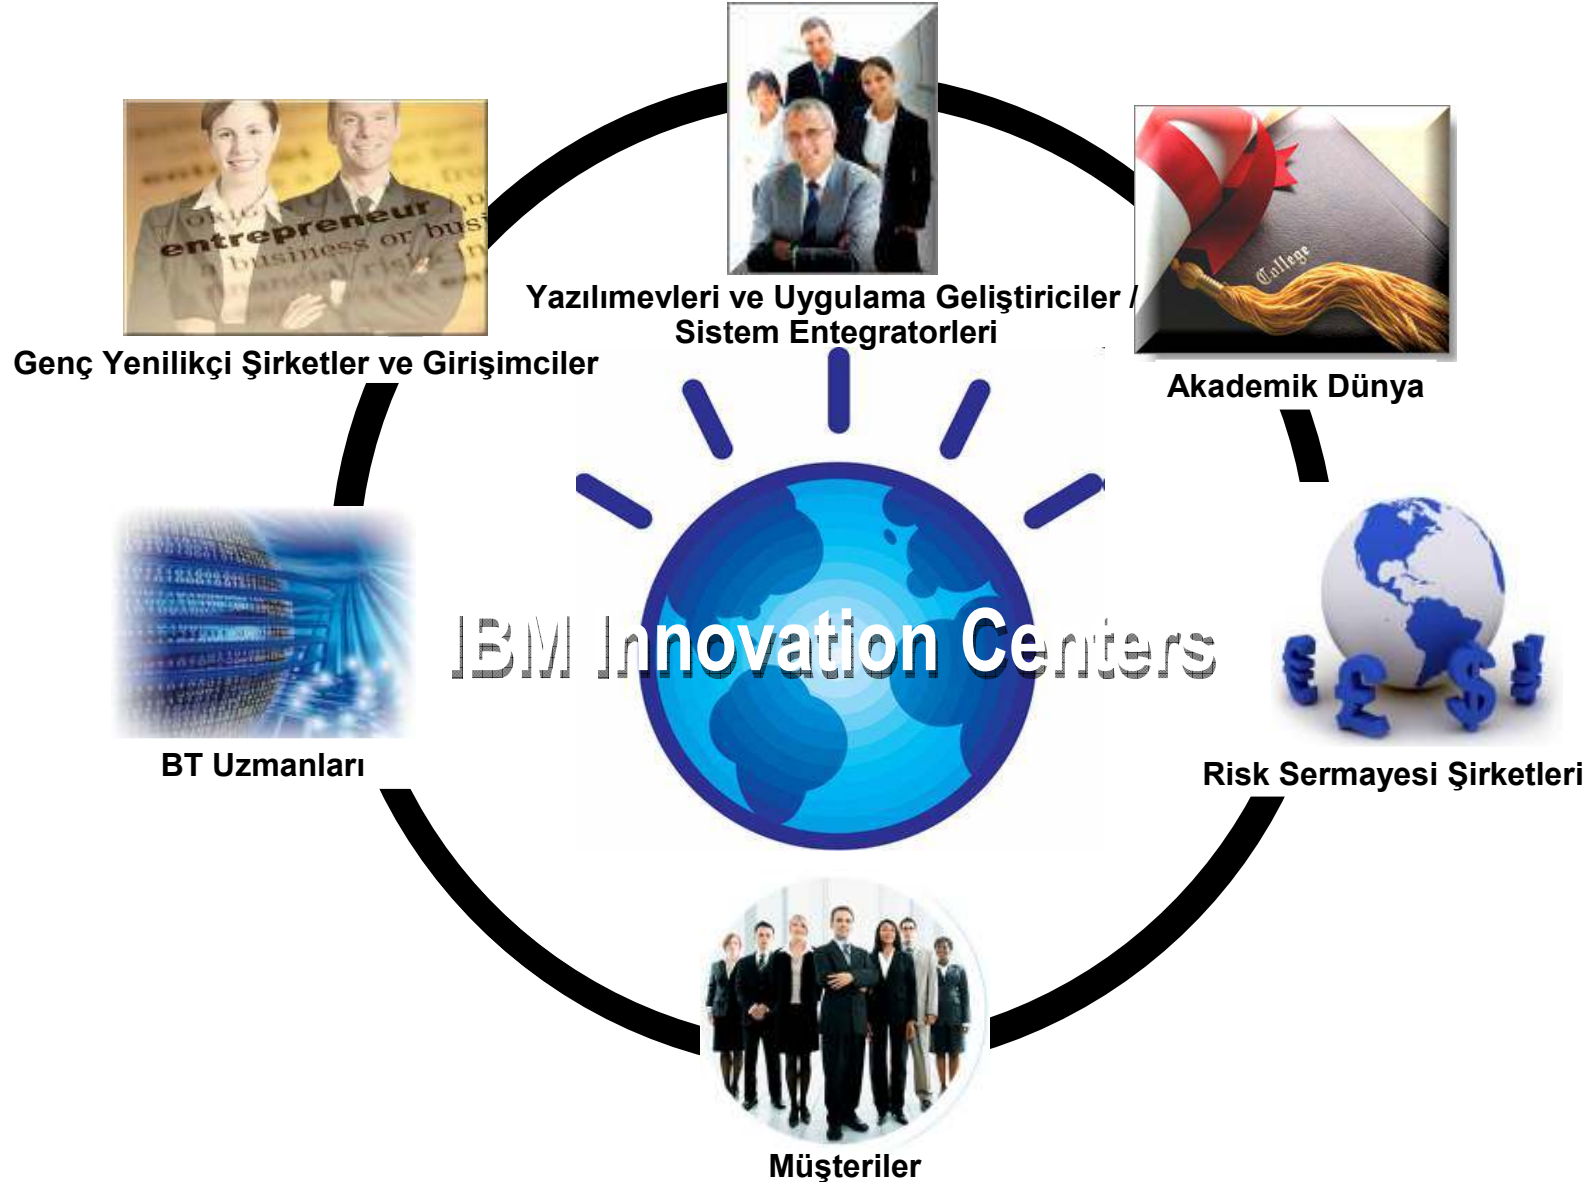 entrepreneur
business or busi
College
Yazılımevleri ve Uygulama Geliştiriciler /
Sistem Entegratorleri
Genç Yenilikçi Şirketler ve Girişimciler
Akademik Dünya
IBM Innovation Centers
BT Uzmanları
Risk Sermayesi Şirketleri
Müşteriler